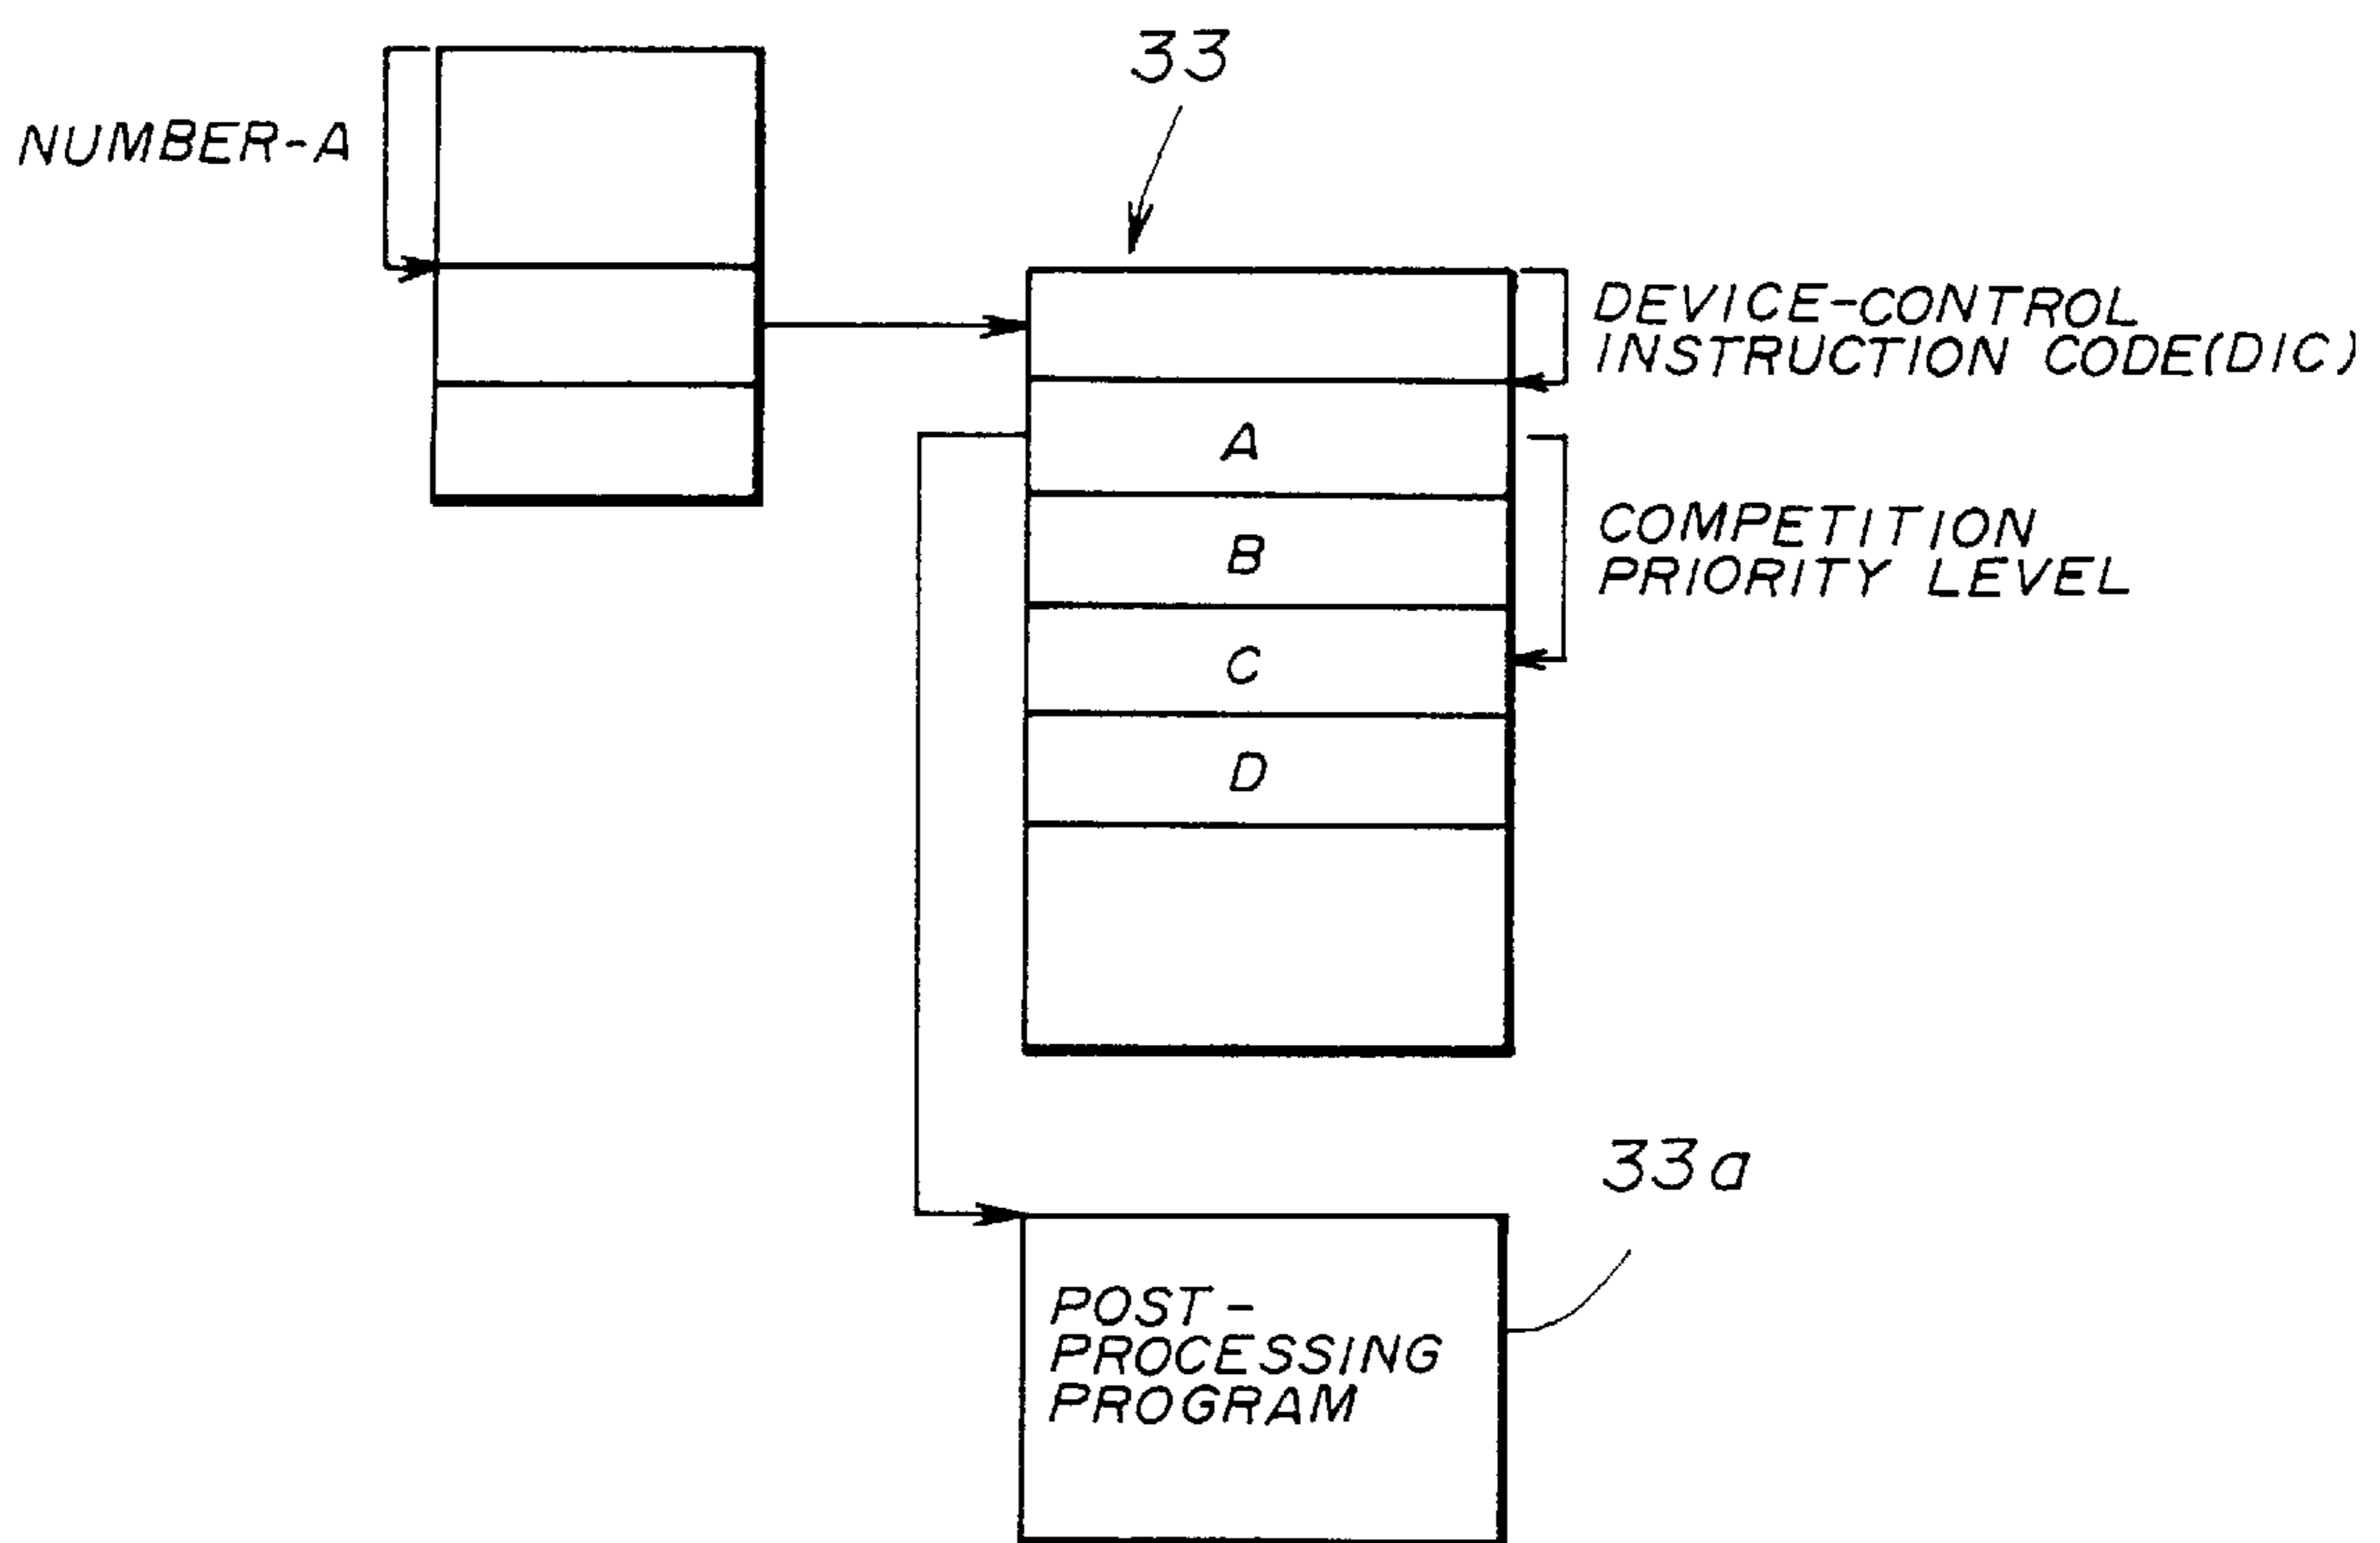 33
NUMBER-A
DEVICE-CONTROL
INSTRUCTION CODE(DIC)
A
B
C
D
COMPETITION
PRIORITY LEVEL
33a
POST-
PROCESSING
PROGRAM